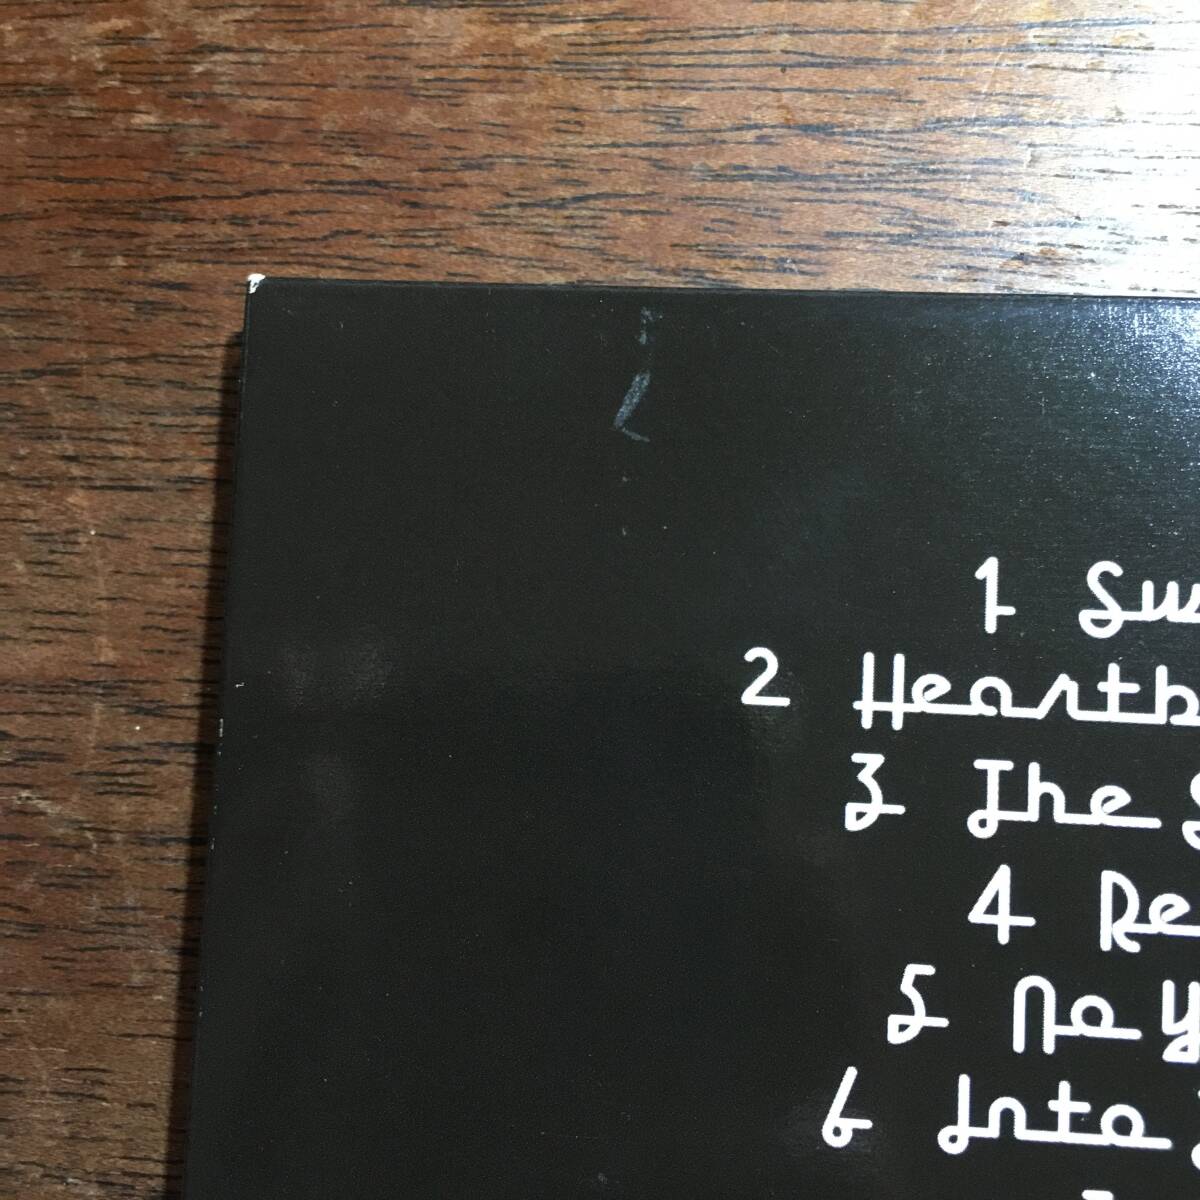 1 Su
2 Heartb
3 The S
4 Re
5 No Y
6 Into